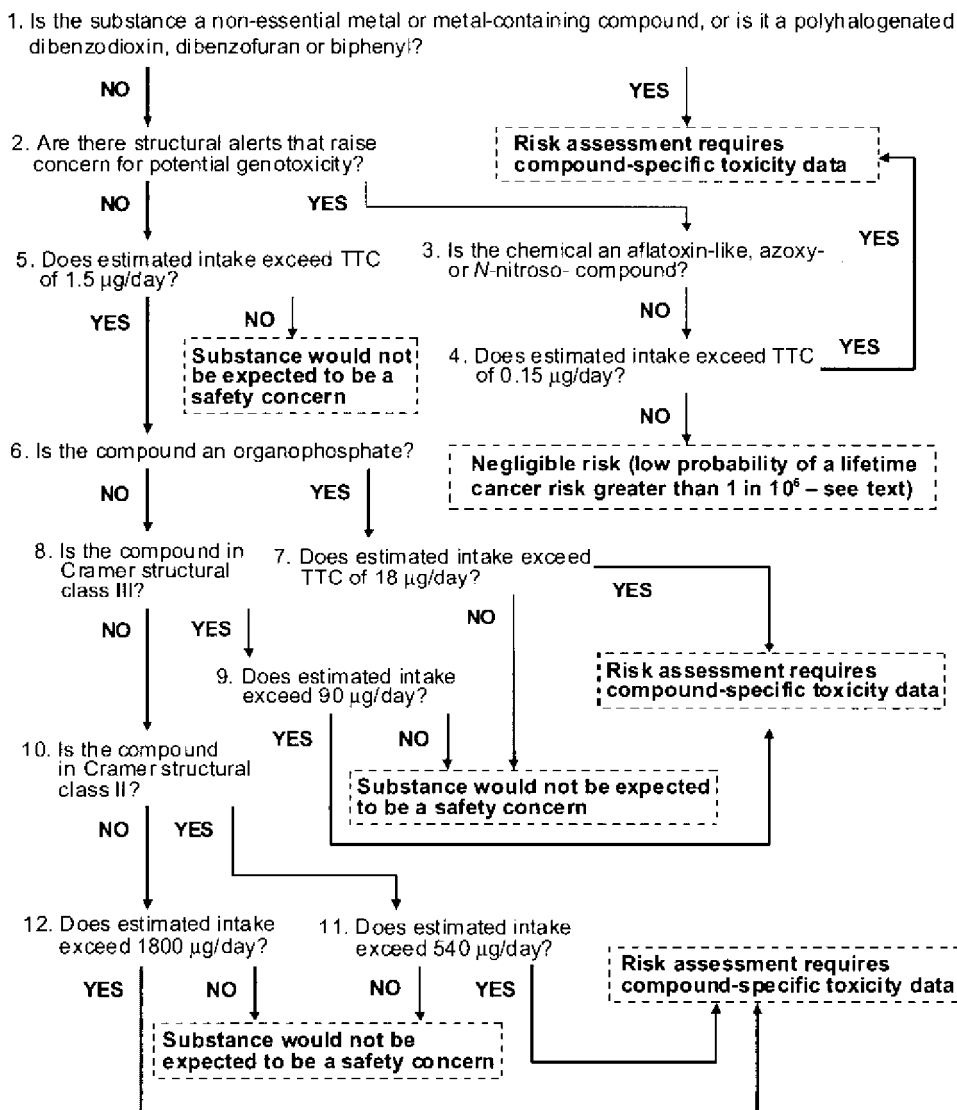 1. Is the substance a non-essential metal or metal-containing compound, or is it a polyhalogenated
dibenzodioxin, dibenzofuran or biphenyl?
NO
YES
2. Are there structural alerts that raise
concern for potential genotoxicity?
Risk assessment requires
compound-specific toxicity data
NO
YES
YES
5. Does estimated intake exceed TTC
of 1.5 µg/day?
3. Is the chemical an aflatoxin-like, azoxy-
or N-nitroso- compound?
YES
NO
NO
Substance would not
be expected to be a
safety concern
4. Does estimated intake exceed TTC
of 0.15 µg/day?
YES
NO
6. Is the compound an organophosphate?
Negligible risk (low probability of a lifetime
cancer risk greater than 1 in 10⁶ – see text)
NO
YES
8. Is the compound in
Cramer structural
class III?
7. Does estimated intake exceed
TTC of 18 µg/day?
YES
NO
NO
YES
9. Does estimated intake
exceed 90 µg/day?
Risk assessment requires
compound-specific toxicity data
YES
NO
10. Is the compound
in Cramer structural
class II?
Substance would not be expected
to be a safety concern
NO
YES
12. Does estimated intake
exceed 1800 µg/day?
11. Does estimated intake
exceed 540 µg/day?
Risk assessment requires
compound-specific toxicity data
YES
NO
NO
YES
Substance would not be
expected to be a safety concern